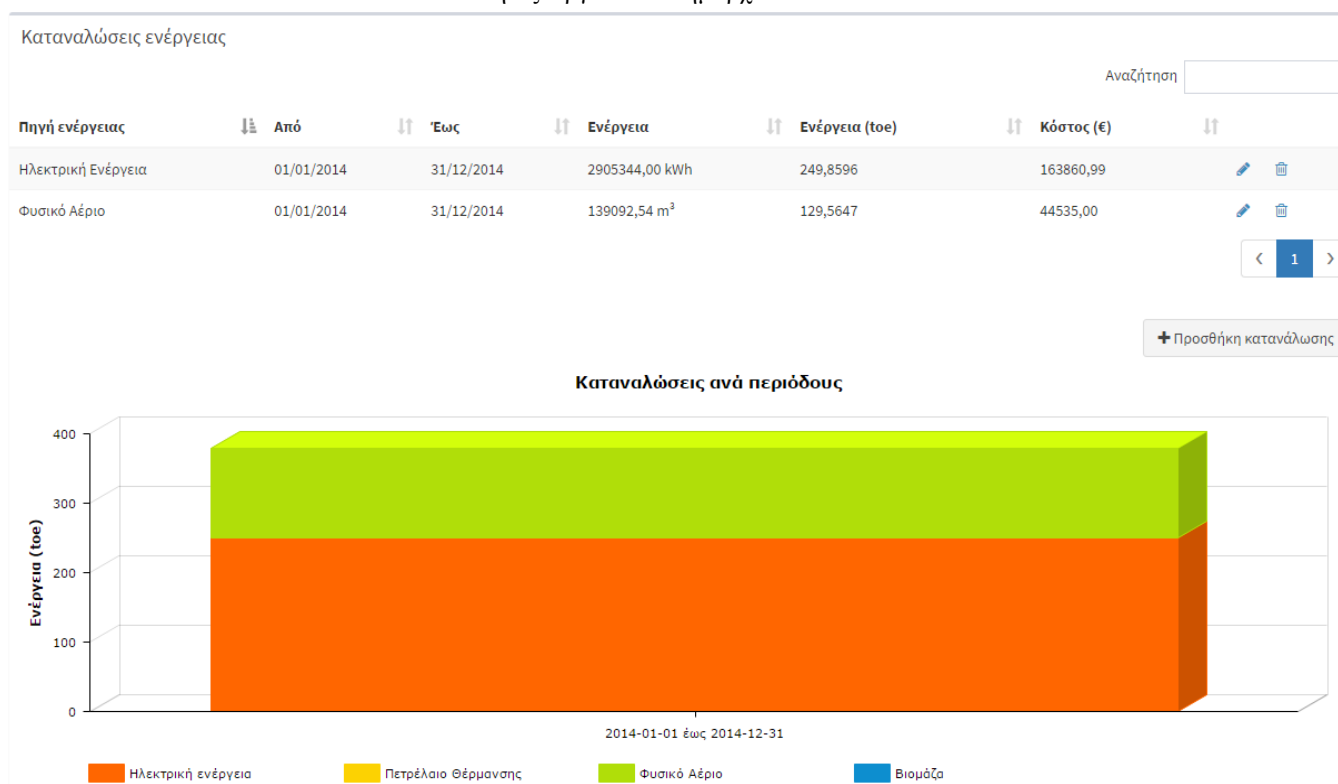 Καταναλώσεις ενέργειας
Αναζήτηση
Πηγή ενέργειας Από Έως Ενέργεια Ενέργεια (toe) Κόστος (€)
Ηλεκτρική Ενέργεια 01/01/2014 31/12/2014 2905344,00 kWh 249,8596 163860,99
Φυσικό Αέριο 01/01/2014 31/12/2014 139092,54 m³ 129,5647 44535,00
1
Προσθήκη κατανάλωσης
Καταναλώσεις ανά περιόδους
400
300
200
100
0
Ενέργεια (toe)
2014-01-01 έως 2014-12-31
Ηλεκτρική ενέργεια Πετρέλαιο Θέρμανσης Φυσικό Αέριο Βιομάζα